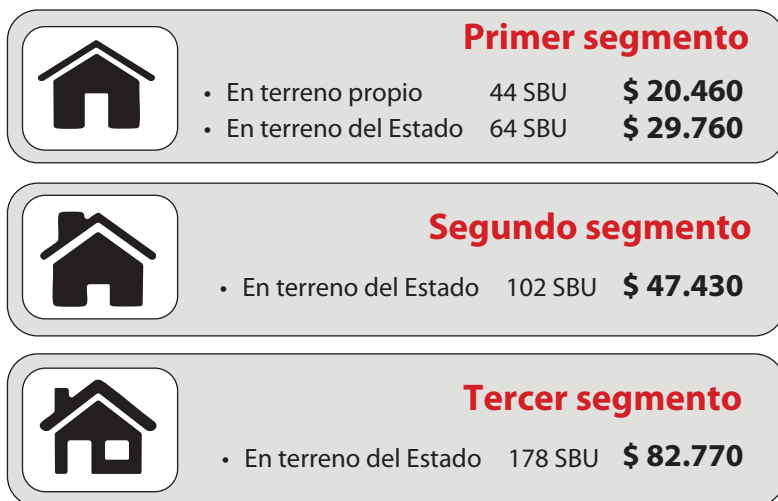 Primer segmento
• En terreno propio 44 SBU $ 20.460
• En terreno del Estado 64 SBU $ 29.760
Segundo segmento
• En terreno del Estado 102 SBU $ 47.430
Tercer segmento
• En terreno del Estado 178 SBU $ 82.770